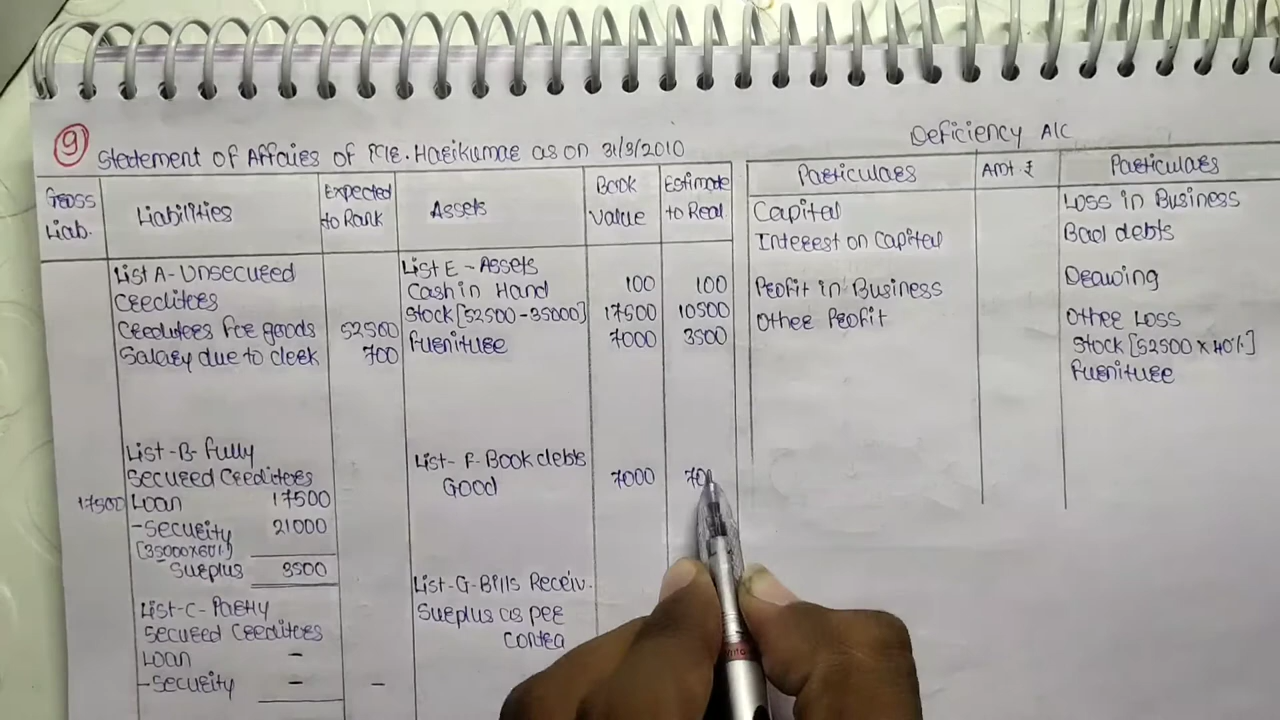 9
Statement of Affairs of Mr. Harikumar as on 31/3/2010
Gross Liab.
Liabilities
Expected to Rank
Assets
Book Value
Estimate to Real.
List A - Unsecured
Creditors
Creditors for goods 52500
Salary due to clerk 700
List - B - Fully
Secured Creditors
17500 Loan 17500
- Security 21000
[35000x60%]
Surplus 3500
List - C - Partly
Secured Creditors
Loan -
- Security - -
List E - Assets
Cash in Hand 100 100
Stock [52500 - 35000] 17500 10500
Furniture 7000 3500
List - F - Book debts
Good 7000 70
List - G - Bills Receiv.
Surplus as per
Contra
Deficiency A/C
Particulars
Amt. ₹
Particulars
Capital
Interest on Capital
Profit in Business
Other Profit
Loss in Business
Bad debts
Drawing
Other Loss
Stock [52500 x 40%]
Furniture